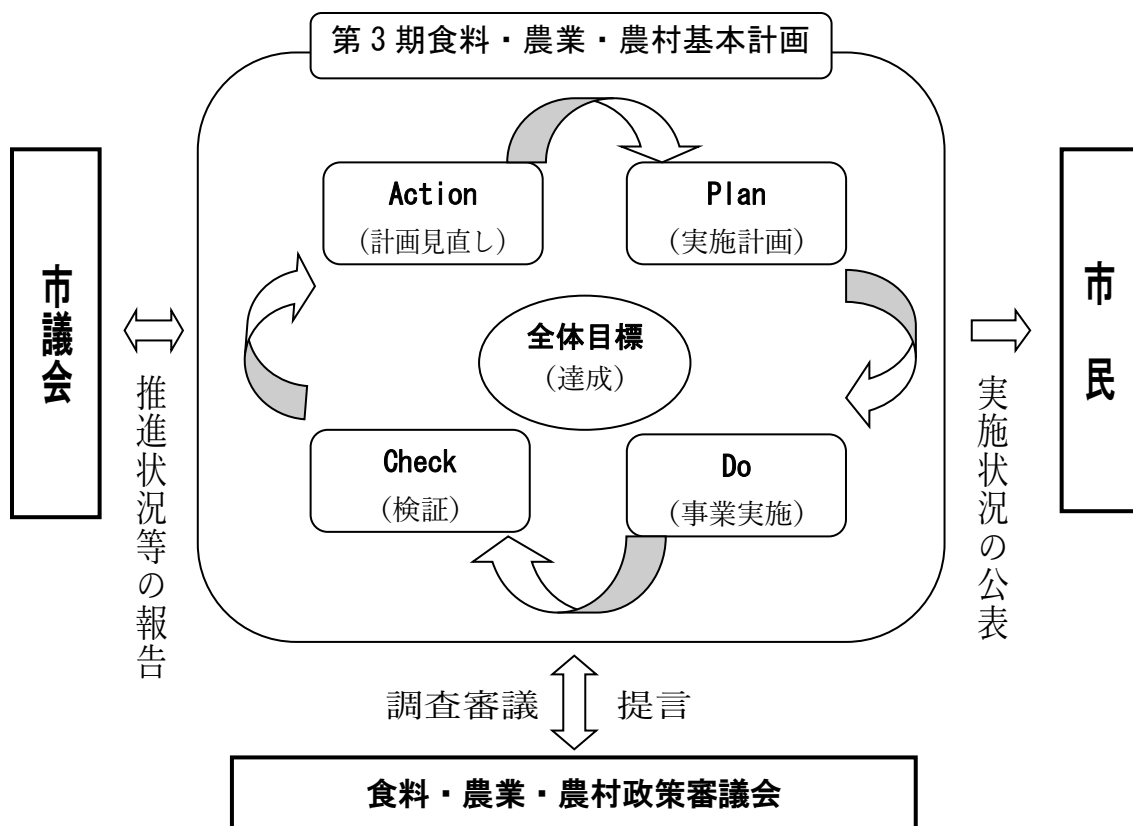 第3期食料・農業・農村基本計画
Action
（計画見直し）
Plan
（実施計画）
市議会
推進状況等の報告
全体目標
（達成）
市民
実施状況の公表
Check
（検証）
Do
（事業実施）
調査審議
提言
食料・農業・農村政策審議会